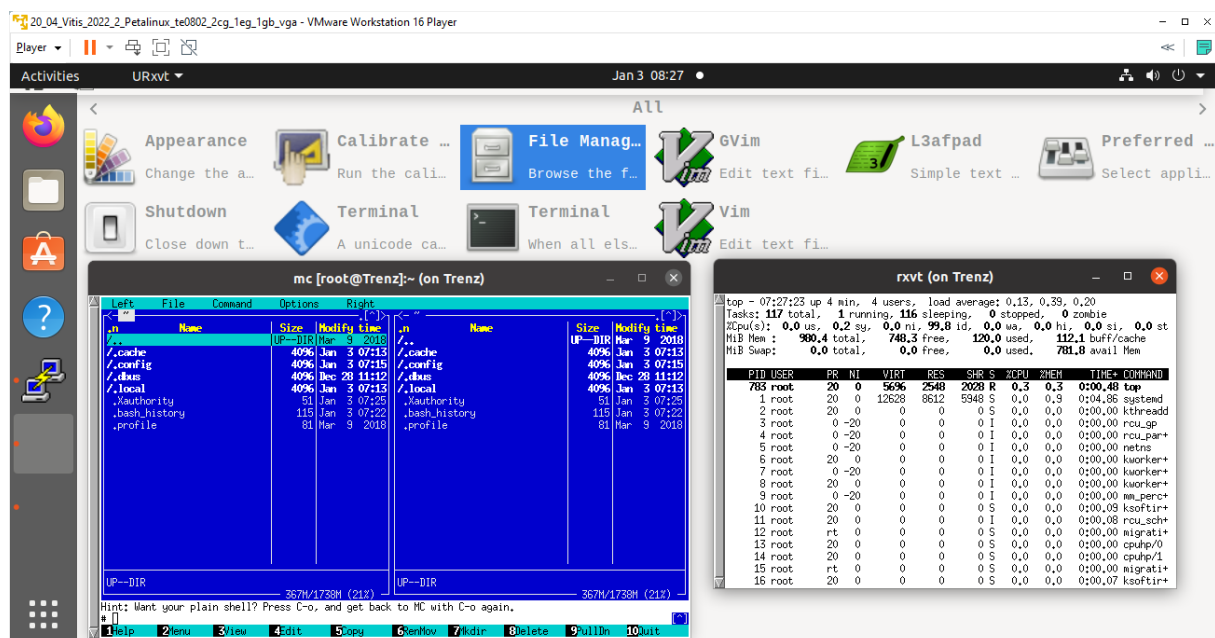 20_04_Vitis_2022_2_Petalinux_te0802_2cg_1eg_1gb_vga - VMware Workstation 16 Player
Player
Activities URxvt Jan 3 08:27
All
Appearance
Change the a…
Calibrate …
Run the cali…
File Manag…
Browse the f…
GVim
Edit text fi…
L3afpad
Simple text …
Preferred …
Select appli…
Shutdown
Close down t…
Terminal
A unicode ca…
Terminal
When all els…
Vim
Edit text fi…
mc [root@Trenz]:~ (on Trenz)
Left File Command Options Right
<- ~ .[^]> <- ~ .[^]>
.n Name Size Modify time .n Name Size Modify time
/.. UP--DIR Mar 9 2018 /.. UP--DIR Mar 9 2018
/.cache 4096 Jan 3 07:13 /.cache 4096 Jan 3 07:13
/.config 4096 Jan 3 07:15 /.config 4096 Jan 3 07:15
/.dbus 4096 Dec 28 11:12 /.dbus 4096 Dec 28 11:12
/.local 4096 Jan 3 07:13 /.local 4096 Jan 3 07:13
.Xauthority 51 Jan 3 07:25 .Xauthority 51 Jan 3 07:25
.bash_history 115 Jan 3 07:22 .bash_history 115 Jan 3 07:22
.profile 81 Mar 9 2018 .profile 81 Mar 9 2018
UP--DIR UP--DIR
367M/1738M (21%) 367M/1738M (21%)
Hint: Want your plain shell? Press C-o, and get back to MC with C-o again.
# [^]
1Help 2Menu 3View 4Edit 5Copy 6RenMov 7Mkdir 8Delete 9PullDn 10Quit
rxvt (on Trenz)
top - 07:27:23 up 4 min, 4 users, load average: 0.13, 0.39, 0.20
Tasks: 117 total, 1 running, 116 sleeping, 0 stopped, 0 zombie
%Cpu(s): 0.0 us, 0.2 sy, 0.0 ni, 99.8 id, 0.0 wa, 0.0 hi, 0.0 si, 0.0 st
MiB Mem : 980.4 total, 748.3 free, 120.0 used, 112.1 buff/cache
MiB Swap: 0.0 total, 0.0 free, 0.0 used. 781.8 avail Mem
PID USER PR NI VIRT RES SHR S %CPU %MEM TIME+ COMMAND
783 root 20 0 5696 2548 2028 R 0.3 0.3 0:00.48 top
1 root 20 0 12628 8612 5948 S 0.0 0.9 0:04.86 systemd
2 root 20 0 0 0 0 S 0.0 0.0 0:00.00 kthreadd
3 root 0 -20 0 0 0 I 0.0 0.0 0:00.00 rcu_gp
4 root 0 -20 0 0 0 I 0.0 0.0 0:00.00 rcu_par+
5 root 0 -20 0 0 0 I 0.0 0.0 0:00.00 netns
6 root 20 0 0 0 0 I 0.0 0.0 0:00.00 kworker+
7 root 0 -20 0 0 0 I 0.0 0.0 0:00.00 kworker+
8 root 20 0 0 0 0 I 0.0 0.0 0:00.00 kworker+
9 root 0 -20 0 0 0 I 0.0 0.0 0:00.00 mm_perc+
10 root 20 0 0 0 0 S 0.0 0.0 0:00.09 ksoftir+
11 root 20 0 0 0 0 I 0.0 0.0 0:00.08 rcu_sch+
12 root rt 0 0 0 0 S 0.0 0.0 0:00.00 migrati+
13 root 20 0 0 0 0 S 0.0 0.0 0:00.00 cpuhp/0
14 root 20 0 0 0 0 S 0.0 0.0 0:00.00 cpuhp/1
15 root rt 0 0 0 0 S 0.0 0.0 0:00.00 migrati+
16 root 20 0 0 0 0 S 0.0 0.0 0:00.07 ksoftir+